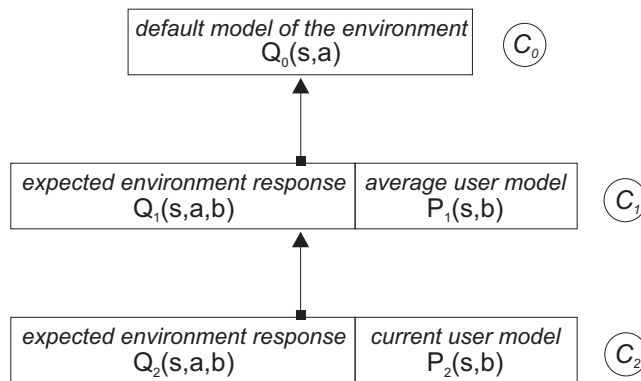 default model of the environment
Q₀(s,a)
C₀
expected environment response
Q₁(s,a,b)
average user model
P₁(s,b)
C₁
expected environment response
Q₂(s,a,b)
current user model
P₂(s,b)
C₂